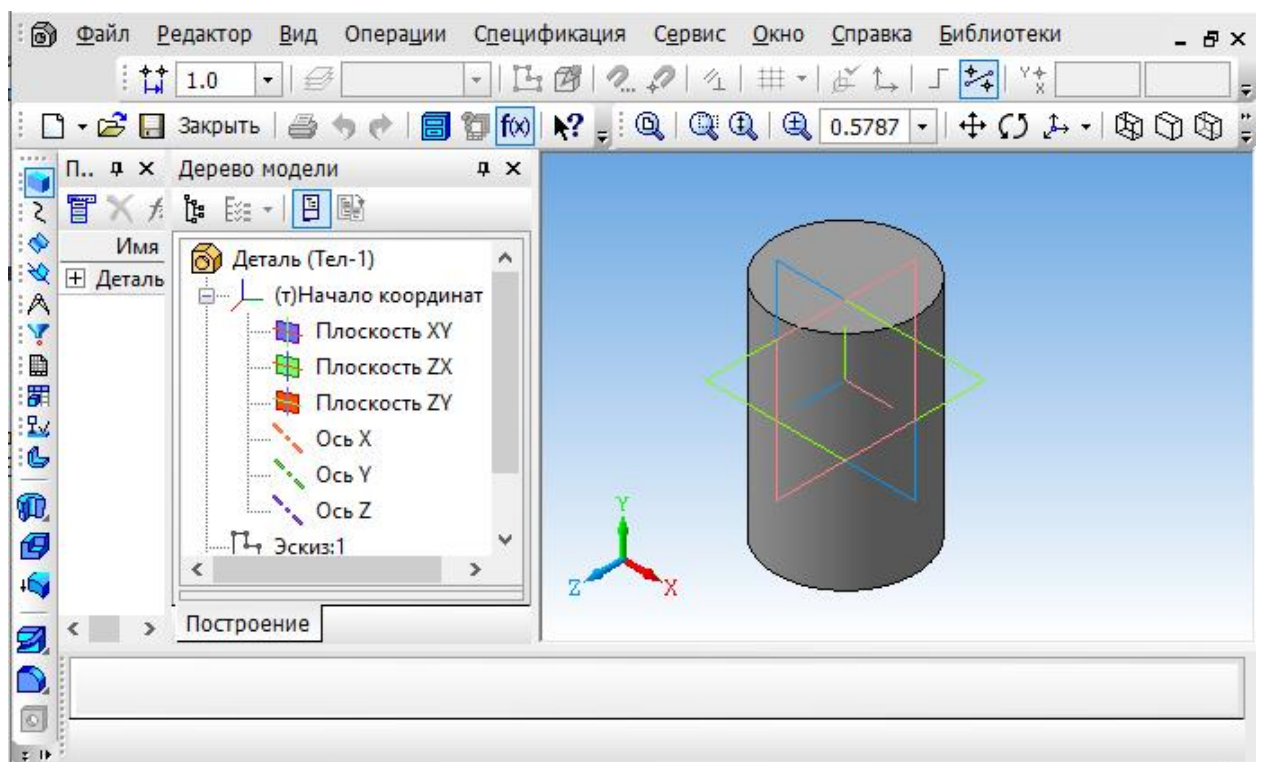 Файл Редактор Вид Операции Спецификация Сервис Окно Справка Библиотеки
1.0
Закрыть f(x) 0.5787
П.. Дерево модели
Имя
Деталь
Деталь (Тел-1)
(т)Начало координат
Плоскость XY
Плоскость ZX
Плоскость ZY
Ось X
Ось Y
Ось Z
Эскиз:1
Построение
Y
Z
X